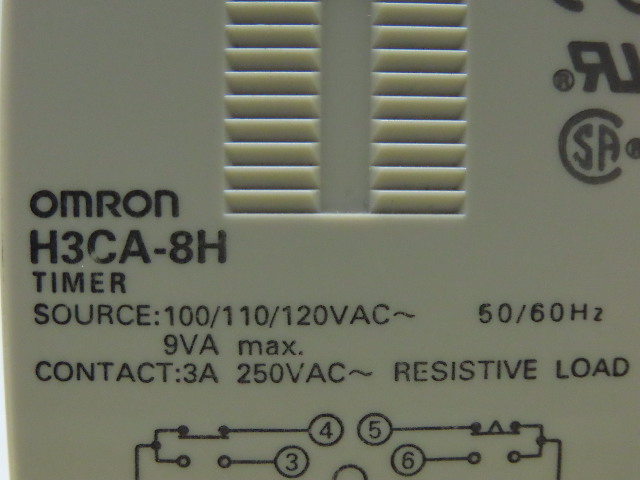 OMRON
H3CA-8H
TIMER
SOURCE:100/110/120VAC~ 50/60Hz
9VA max.
CONTACT:3A 250VAC~ RESISTIVE LOAD
4 5
3 6